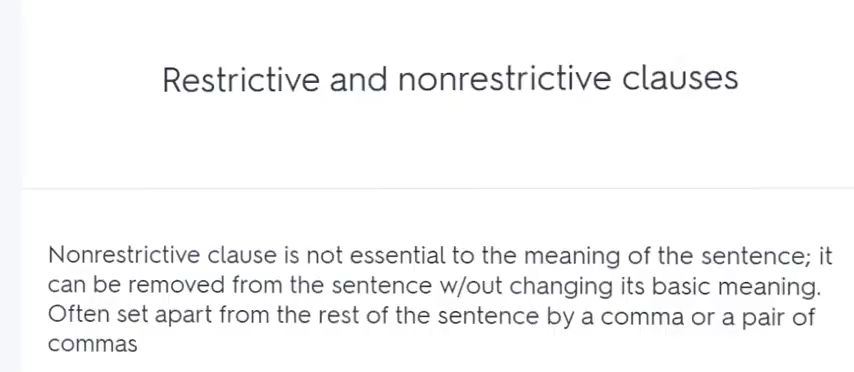 Restrictive and nonrestrictive clauses
Nonrestrictive clause is not essential to the meaning of the sentence; it
can be removed from the sentence w/out changing its basic meaning.
Often set apart from the rest of the sentence by a comma or a pair of
commas